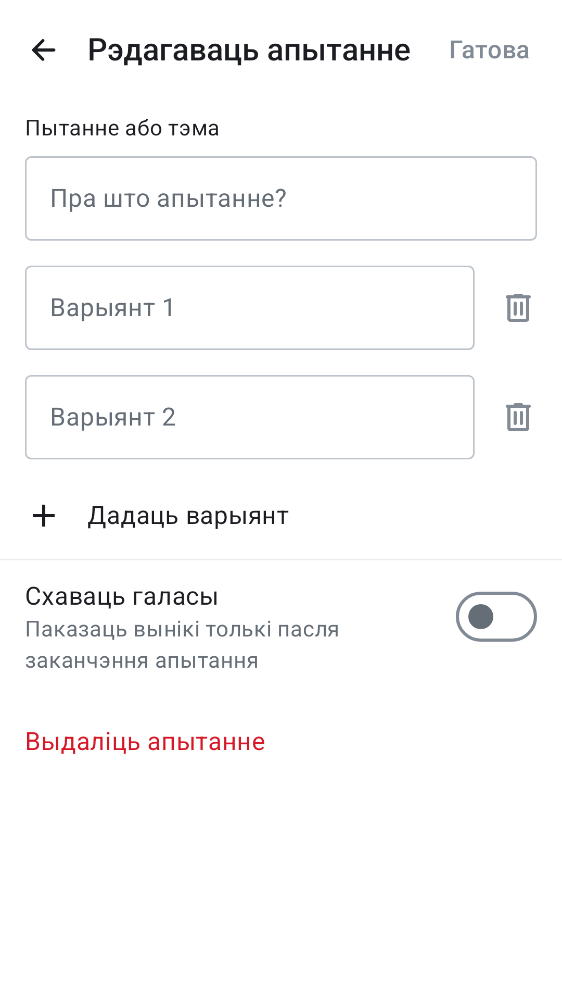 Рэдагаваць апытанне
Гатова
Пытанне або тэма
Пра што апытанне?
Варыянт 1
Варыянт 2
Дадаць варыянт
Схаваць галасы
Паказаць вынікі толькі пасля
заканчэння апытання
Выдаліць апытанне